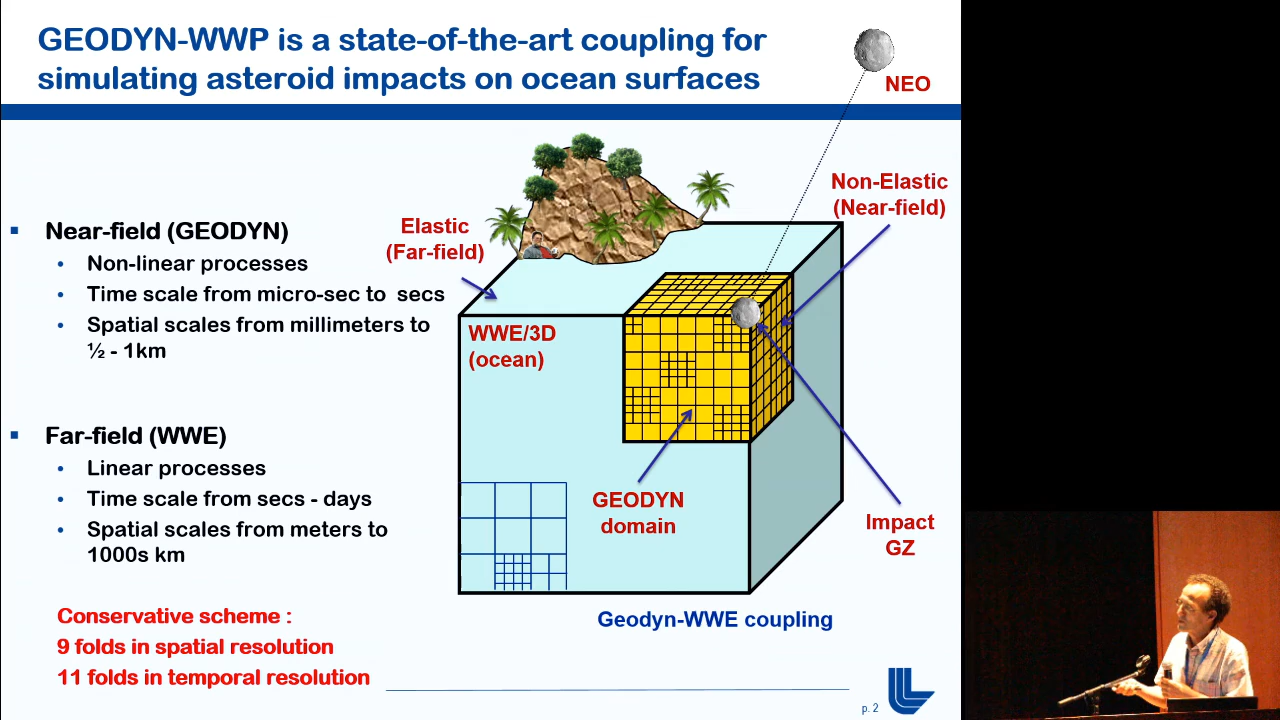 GEODYN-WWP is a state-of-the-art coupling for
simulating asteroid impacts on ocean surfaces
NEO
Non-Elastic
(Near-field)
Elastic
(Far-field)
▪ Near-field (GEODYN)
• Non-linear processes
• Time scale from micro-sec to secs
• Spatial scales from millimeters to
½ - 1km
WWE/3D
(ocean)
▪ Far-field (WWE)
• Linear processes
• Time scale from secs - days
• Spatial scales from meters to
1000s km
GEODYN
domain
Impact
GZ
Conservative scheme :
9 folds in spatial resolution
11 folds in temporal resolution
Geodyn-WWE coupling
p. 2